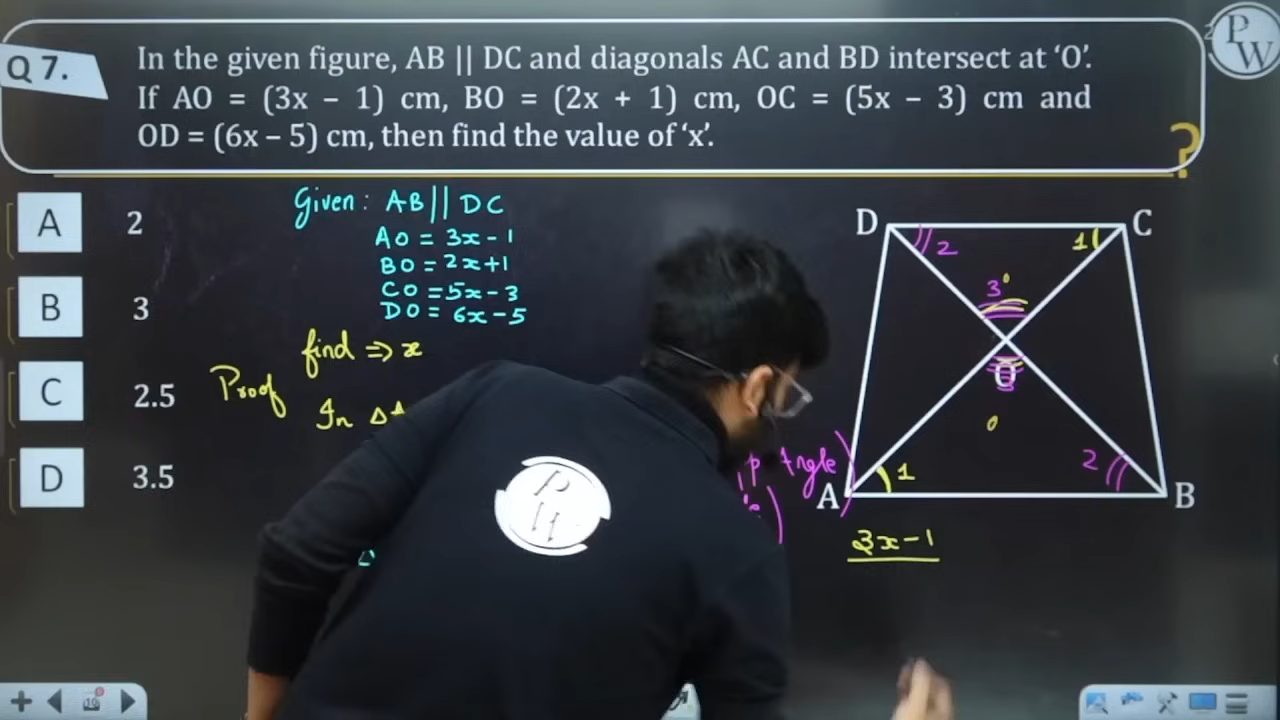 Q 7.
In the given figure, AB || DC and diagonals AC and BD intersect at ‘O’.
If AO = (3x – 1) cm, BO = (2x + 1) cm, OC = (5x – 3) cm and
OD = (6x – 5) cm, then find the value of ‘x’.
PW
?
A 2
B 3
C 2.5
D 3.5
Given : AB || DC
AO = 3x - 1
BO = 2x + 1
CO = 5x - 3
DO = 6x - 5
find ⇒ x
Proof
In Δ
D C
2 1
3
O
3
1 2
A B
angle)
3x - 1